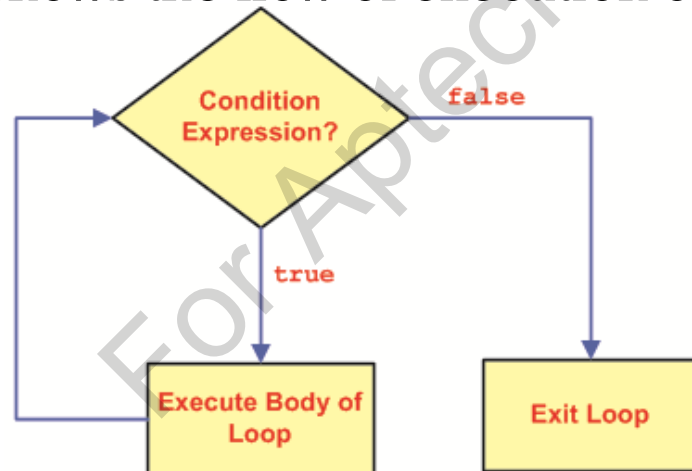 Condition
Expression?
false
true
Execute Body of
Loop
Exit Loop
For Aptech